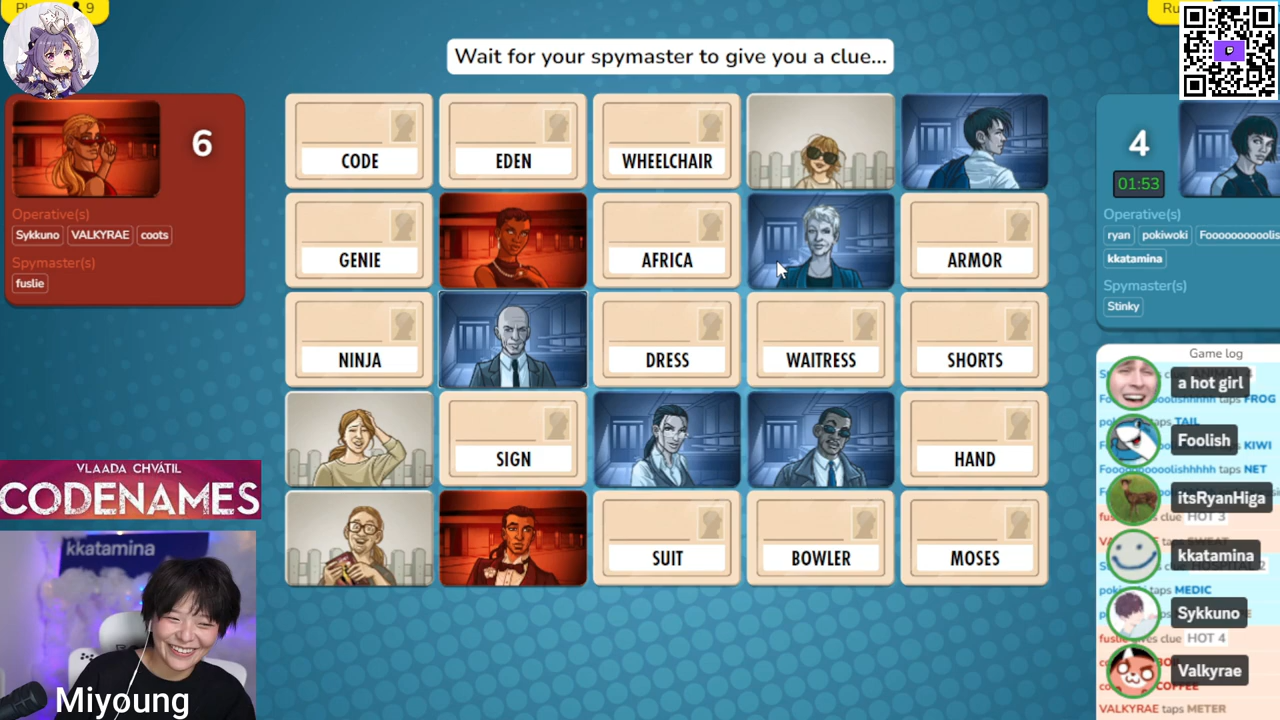 9
Wait for your spymaster to give you a clue...
6
Operative(s)
Sykkuno VALKYRAE coots
Spymaster(s)
fuslie
CODE EDEN WHEELCHAIR
GENIE AFRICA ARMOR
NINJA DRESS WAITRESS SHORTS
SIGN HAND
SUIT BOWLER MOSES
4
01:53
Operative(s)
ryan pokiwoki Fooooooooolis
kkatamina
Spymaster(s)
Stinky
Game log
a hot girl
taps FROG
TAIL
Foolish
KIWI
taps NET
itsRyanHiga
clue HOT 3
kkatamina
taps MEDIC
Sykkuno
clue HOT 4
Valkyrae
COFFEE
VALKYRAE taps METER
VLAADA CHVÁTIL
CODENAMES
kkatamina
Miyoung